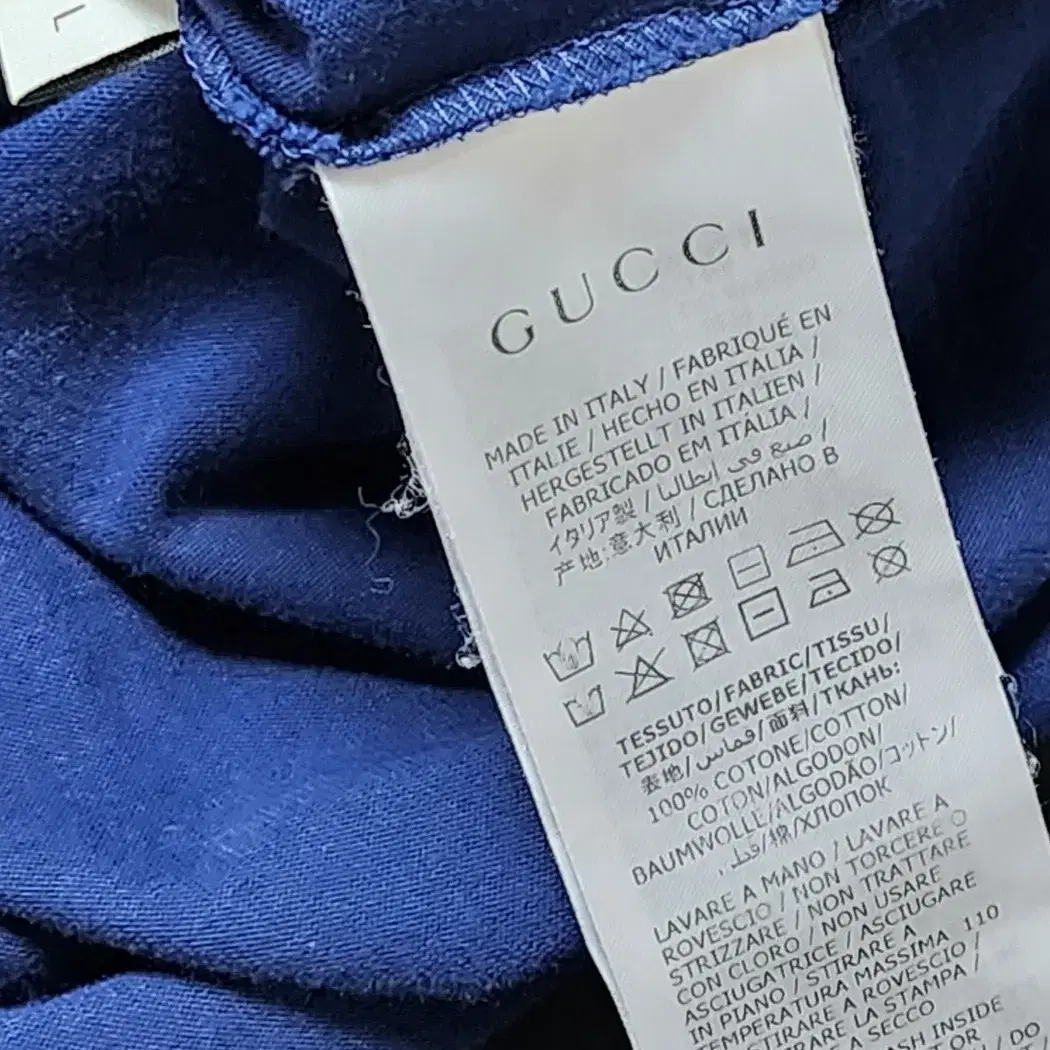 L
GUCCI
MADE IN ITALY / FABRIQUÉ EN
ITALIE / HECHO EN ITALIA /
HERGESTELLT IN ITALIEN /
FABRICADO EM ITÁLIA /
イタリア製 / صنع في إيطاليا /
产地:意大利 / СДЕЛАНО В
ИТАЛИИ
TESSUTO/FABRIC/TISSU/
TEJIDO/GEWEBE/TECIDO/
表地/قماش/面料/ТКАНЬ:
100% COTONE/COTTON/
COTON/ALGODON/
BAUMWOLLE/ALGODÃO/コットン/
قطن/棉/ХЛОПОК
LAVARE A MANO / LAVARE A
ROVESCIO / NON TORCERE O
STRIZZARE / NON TRATTARE
CON CLORO / NON USARE
ASCIUGATRICE / ASCIUGARE
IN PIANO / STIRARE A
TEMPERATURA MASSIMA 110
STIRARE A ROVESCIO /
LA STAMPA /
A SECCO
INSIDE
OR
/ DO